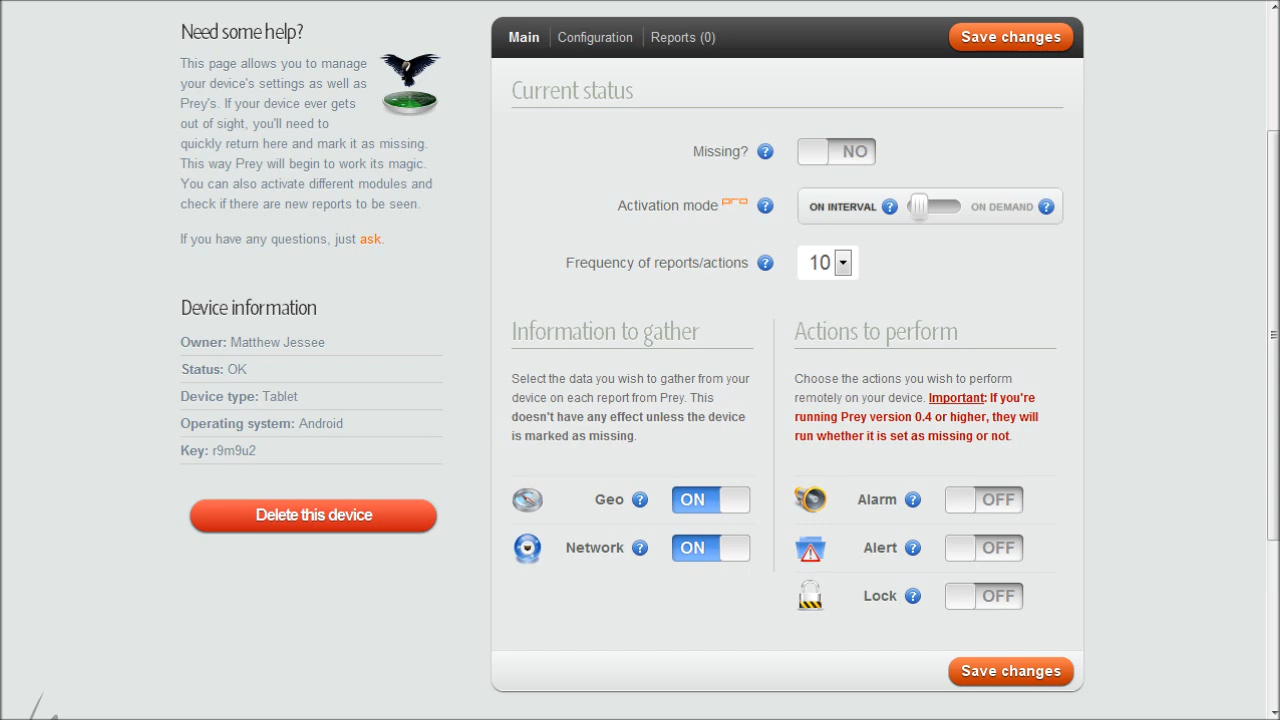 Need some help?
This page allows you to manage
your device's settings as well as
Prey's. If your device ever gets
out of sight, you'll need to
quickly return here and mark it as missing.
This way Prey will begin to work its magic.
You can also activate different modules and
check if there are new reports to be seen.
If you have any questions, just ask.
Device information
Owner: Matthew Jessee
Status: OK
Device type: Tablet
Operating system: Android
Key: r9m9u2
Delete this device
Main
Configuration
Reports (0)
Save changes
Current status
Missing? ?
NO
Activation mode pro ?
ON INTERVAL ? ON DEMAND ?
Frequency of reports/actions ?
10
Information to gather
Select the data you wish to gather from your
device on each report from Prey. This
doesn't have any effect unless the device
is marked as missing.
Geo ? ON
Network ? ON
Actions to perform
Choose the actions you wish to perform
remotely on your device. Important: If you're
running Prey version 0.4 or higher, they will
run whether it is set as missing or not.
Alarm ? OFF
Alert ? OFF
Lock ? OFF
Save changes